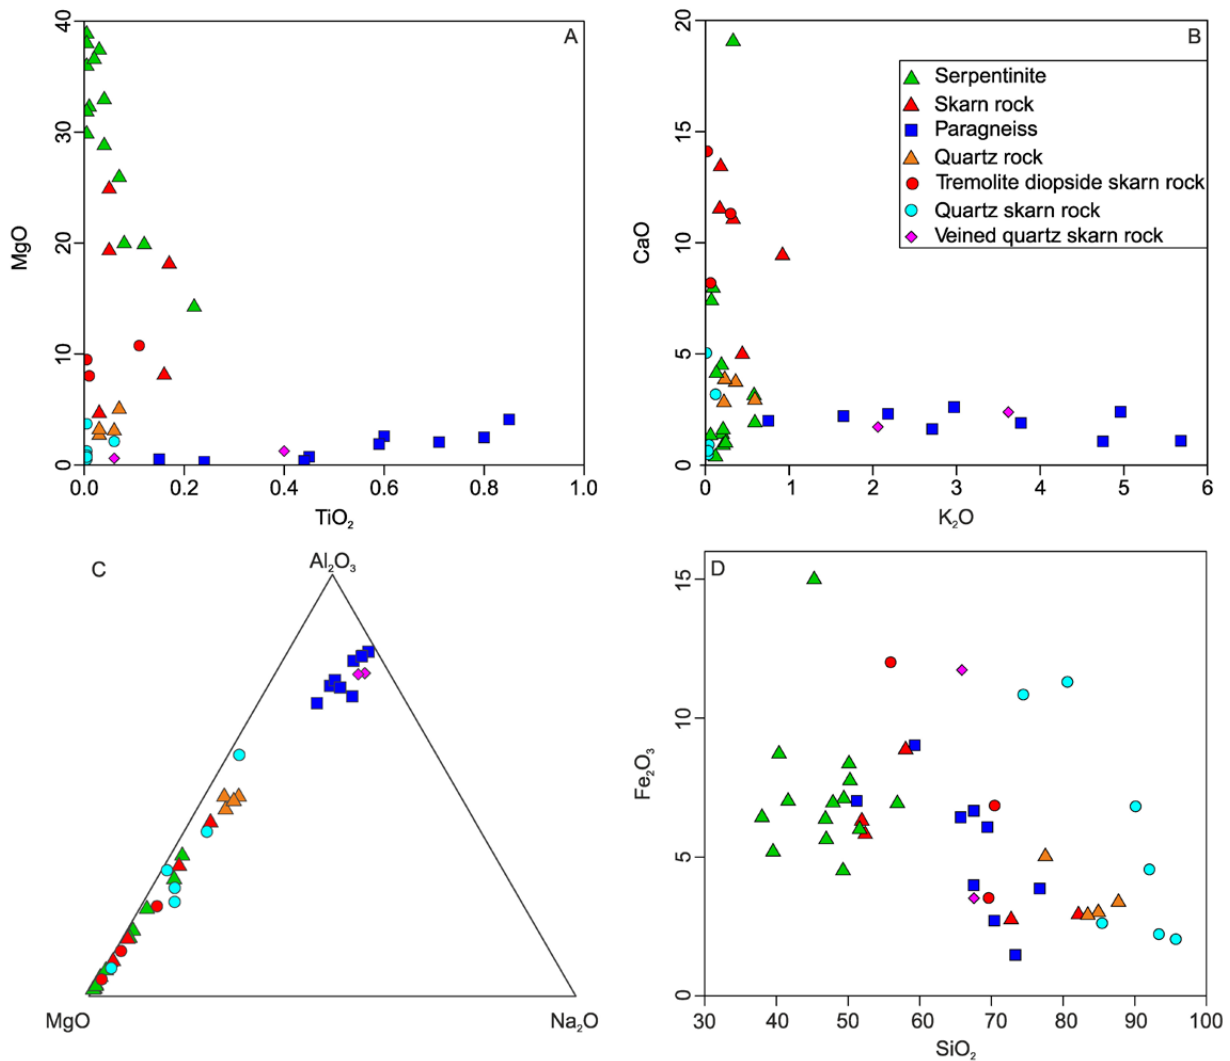 A
MgO
40
30
20
10
0
0.0 0.2 0.4 0.6 0.8 1.0
TiO₂
B
CaO
20
15
10
5
0
Serpentinite
Skarn rock
Paragneiss
Quartz rock
Tremolite diopside skarn rock
Quartz skarn rock
Veined quartz skarn rock
0 1 2 3 4 5 6
K₂O
C
Al₂O₃
MgO
Na₂O
D
Fe₂O₃
15
10
5
0
30 40 50 60 70 80 90 100
SiO₂